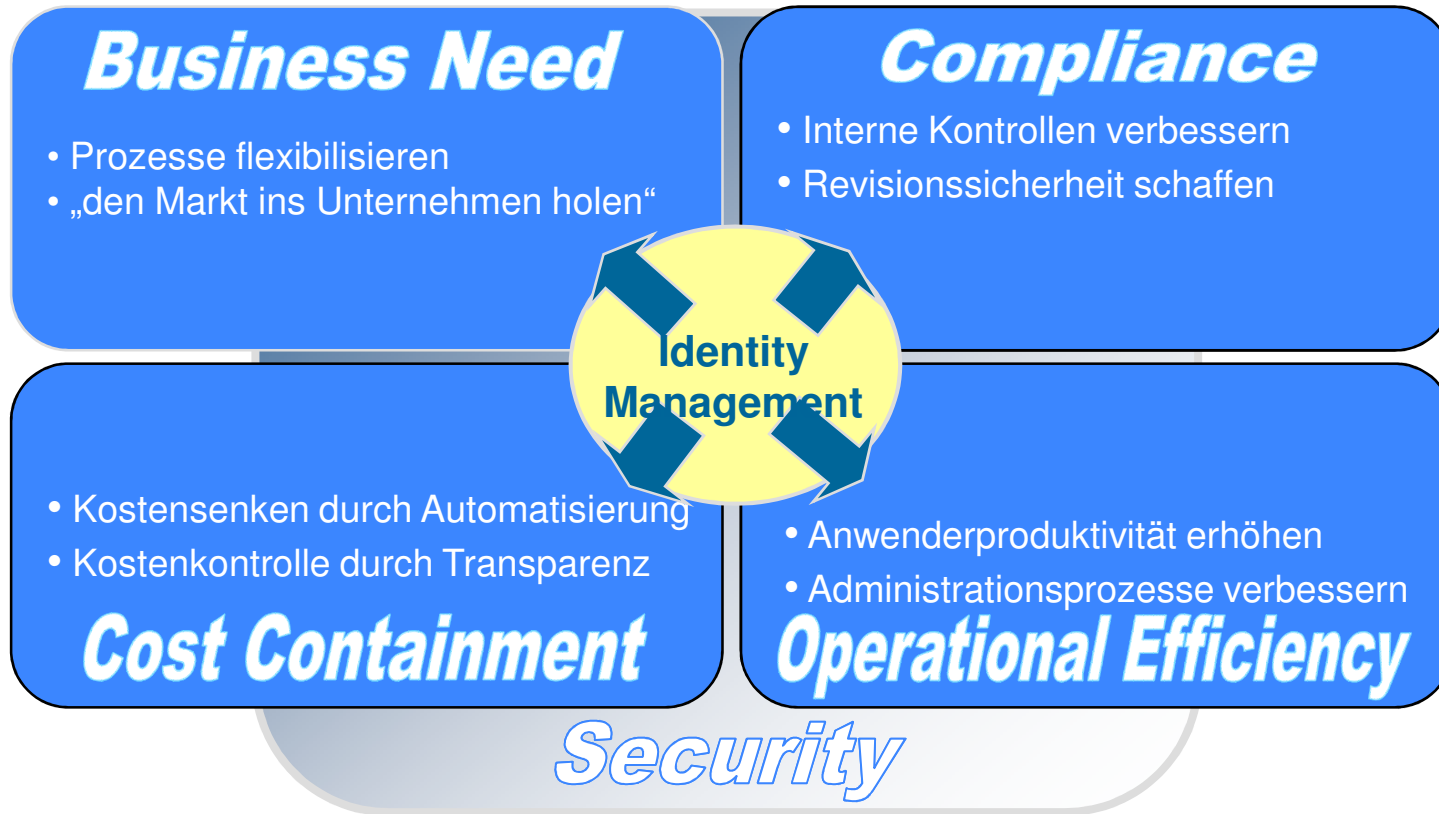 Business Need
• Prozesse flexibilisieren
• „den Markt ins Unternehmen holen“
Compliance
• Interne Kontrollen verbessern
• Revisionssicherheit schaffen
Identity
Management
• Kostensenken durch Automatisierung
• Kostenkontrolle durch Transparenz
Cost Containment
• Anwenderproduktivität erhöhen
• Administrationsprozesse verbessern
Operational Efficiency
Security